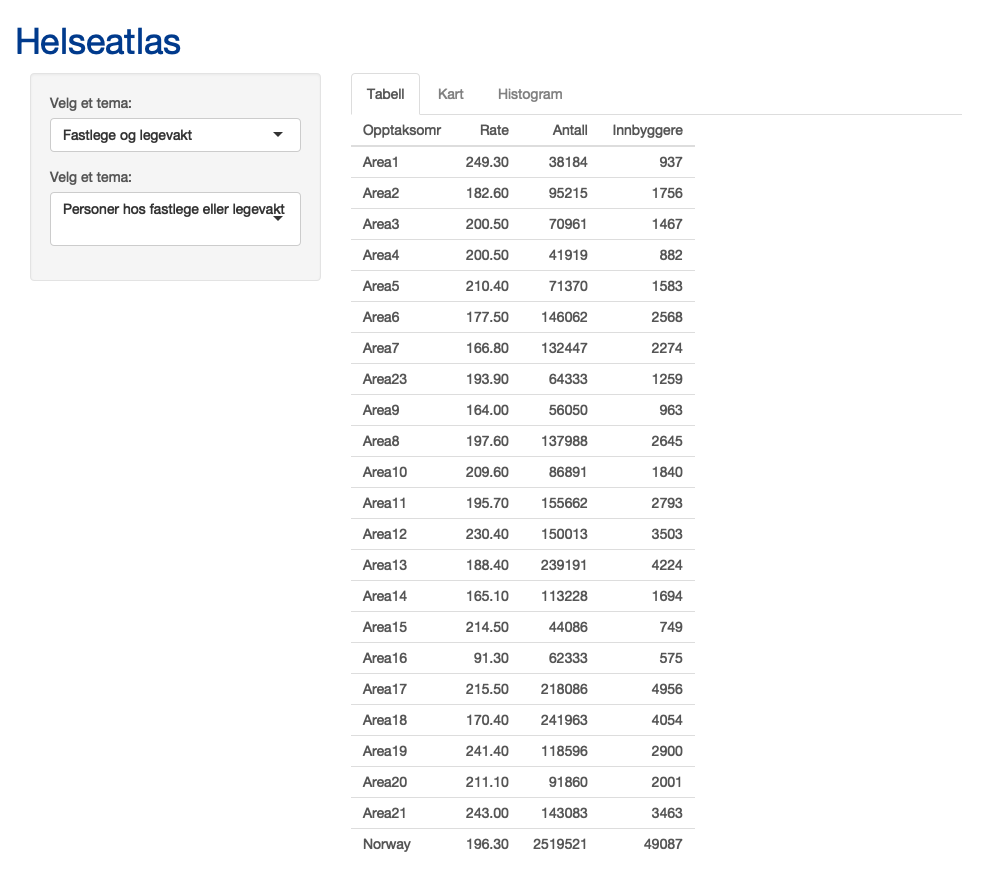 Helseatlas
Velg et tema:
Fastlege og legevakt
Velg et tema:
Personer hos fastlege eller legevakt
Tabell Kart Histogram
Opptaksomr Rate Antall Innbyggere
Area1 249.30 38184 937
Area2 182.60 95215 1756
Area3 200.50 70961 1467
Area4 200.50 41919 882
Area5 210.40 71370 1583
Area6 177.50 146062 2568
Area7 166.80 132447 2274
Area23 193.90 64333 1259
Area9 164.00 56050 963
Area8 197.60 137988 2645
Area10 209.60 86891 1840
Area11 195.70 155662 2793
Area12 230.40 150013 3503
Area13 188.40 239191 4224
Area14 165.10 113228 1694
Area15 214.50 44086 749
Area16 91.30 62333 575
Area17 215.50 218086 4956
Area18 170.40 241963 4054
Area19 241.40 118596 2900
Area20 211.10 91860 2001
Area21 243.00 143083 3463
Norway 196.30 2519521 49087